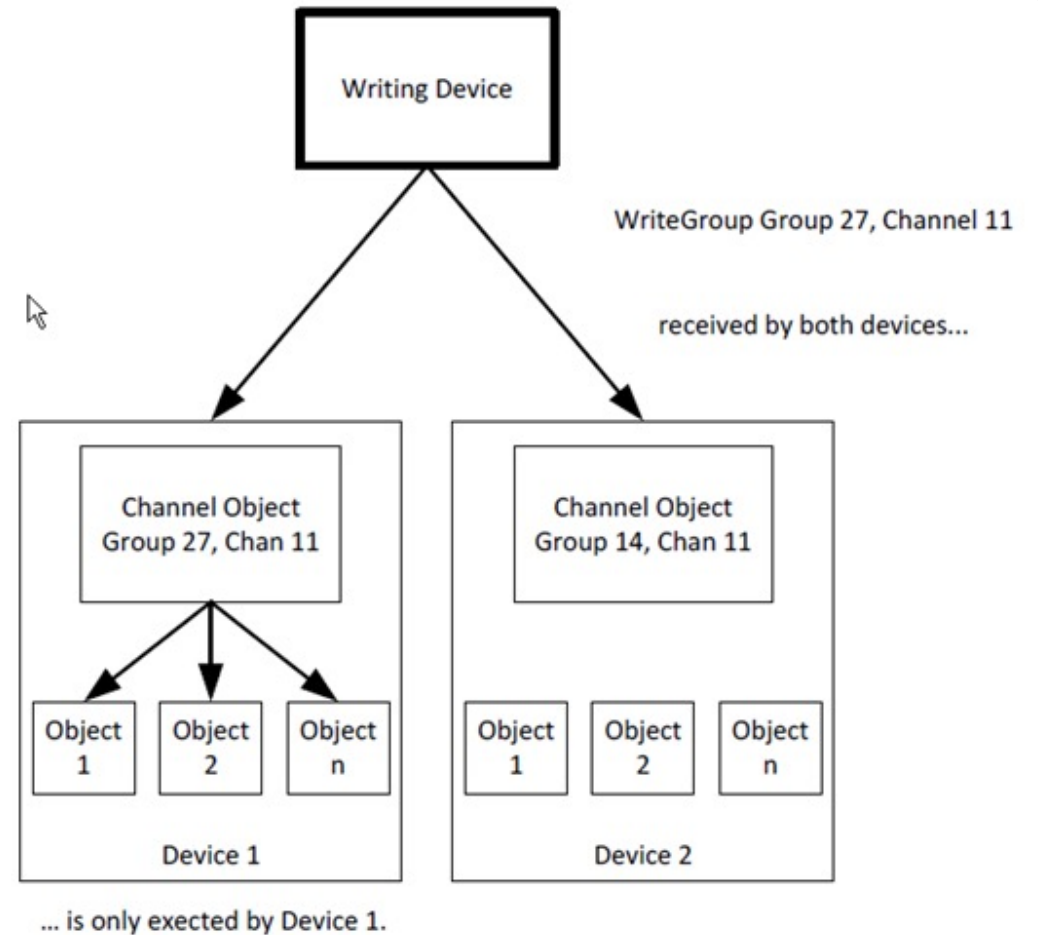 Writing Device
WriteGroup Group 27, Channel 11
received by both devices...
Channel Object
Group 27, Chan 11
Channel Object
Group 14, Chan 11
Object
1
Object
2
Object
n
Object
1
Object
2
Object
n
Device 1
Device 2
... is only exected by Device 1.